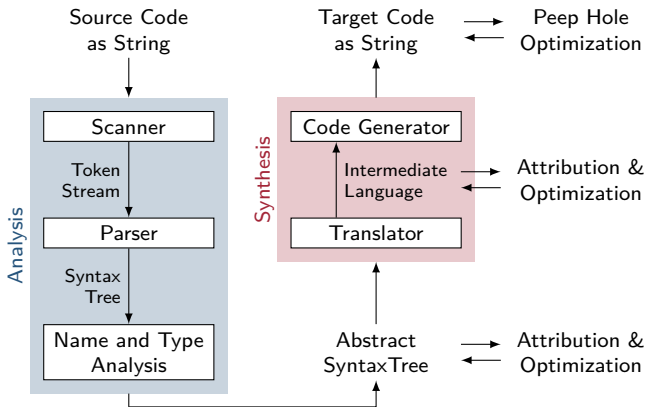 Source Code
as String
Analysis
Scanner
Token
Stream
Parser
Syntax
Tree
Name and Type
Analysis
Target Code
as String
Peep Hole
Optimization
Synthesis
Code Generator
Intermediate
Language
Attribution &
Optimization
Translator
Abstract
SyntaxTree
Attribution &
Optimization